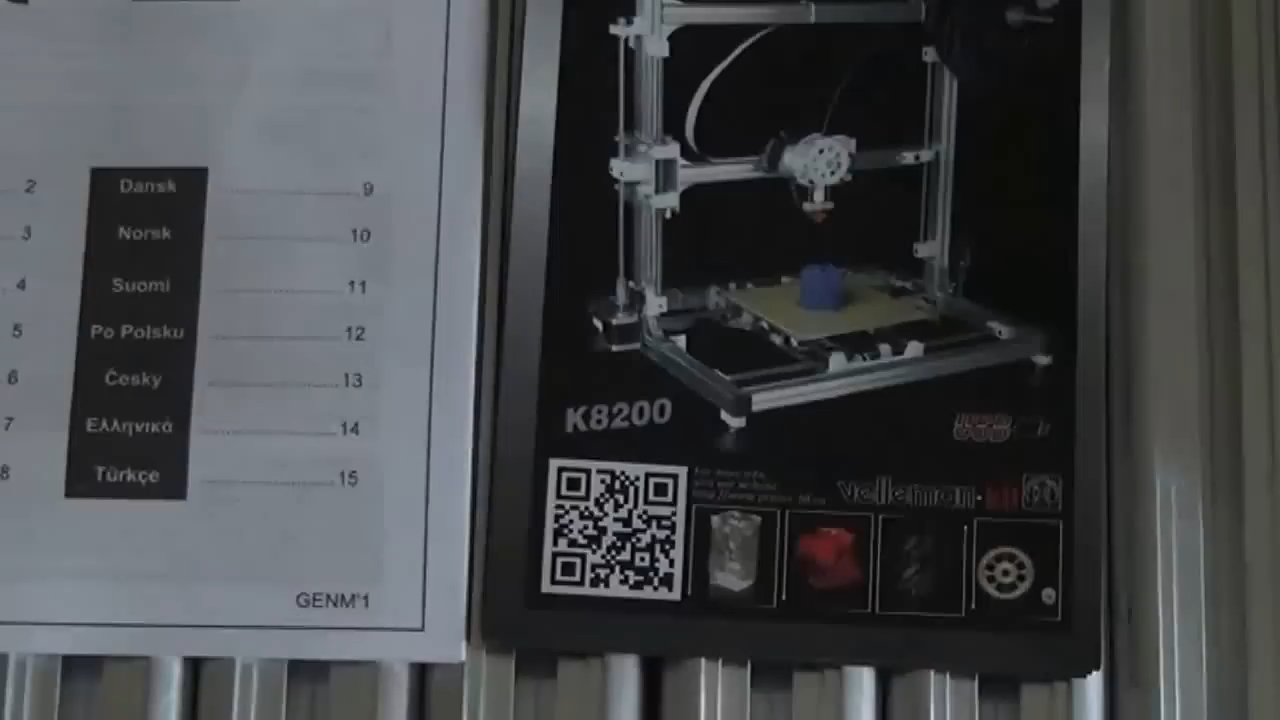 2
Dansk ........ 9
3
Norsk ........ 10
4
Suomi ........ 11
5
Po Polsku ........ 12
6
Česky ........ 13
7
Ελληνικά ........ 14
8
Türkçe ........ 15
GENM'1
K8200
velleman-kit